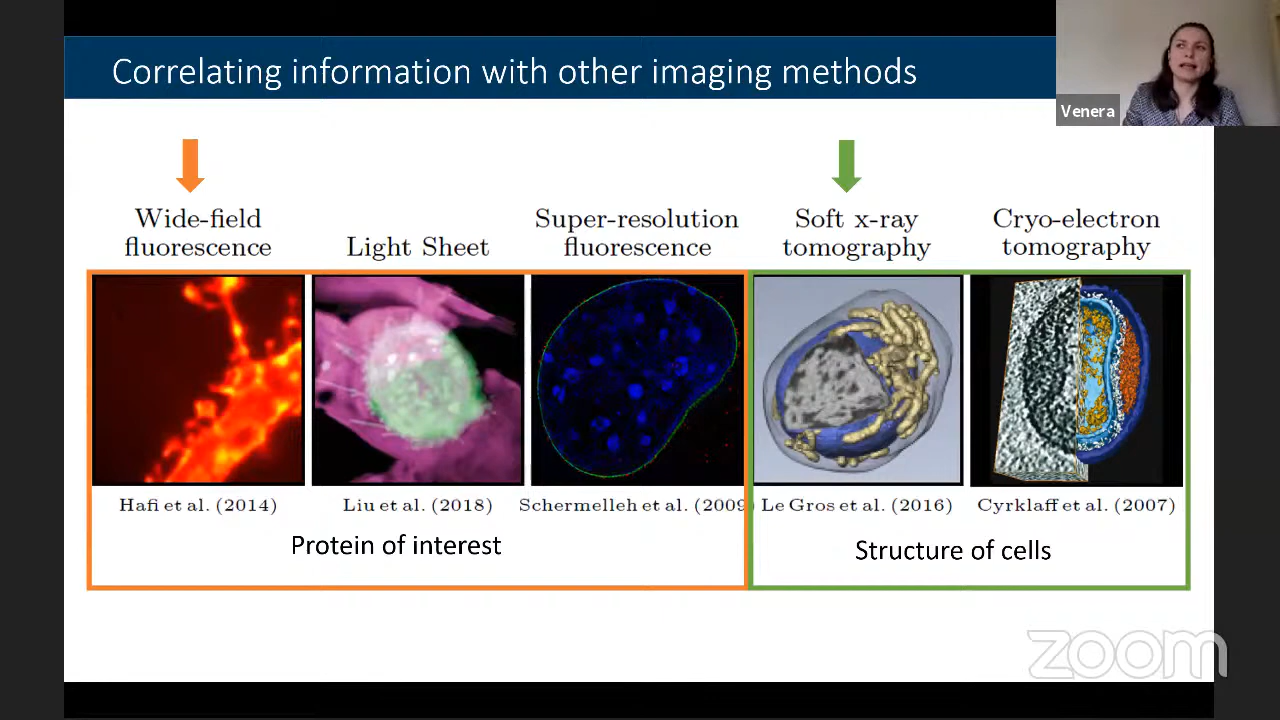 Correlating information with other imaging methods
Venera
Wide-field
fluorescence
Light Sheet
Super-resolution
fluorescence
Soft x-ray
tomography
Cryo-electron
tomography
Hafi et al. (2014)
Liu et al. (2018)
Schermelleh et al. (2009)
Le Gros et al. (2016)
Cyrklaff et al. (2007)
Protein of interest
Structure of cells
zoom